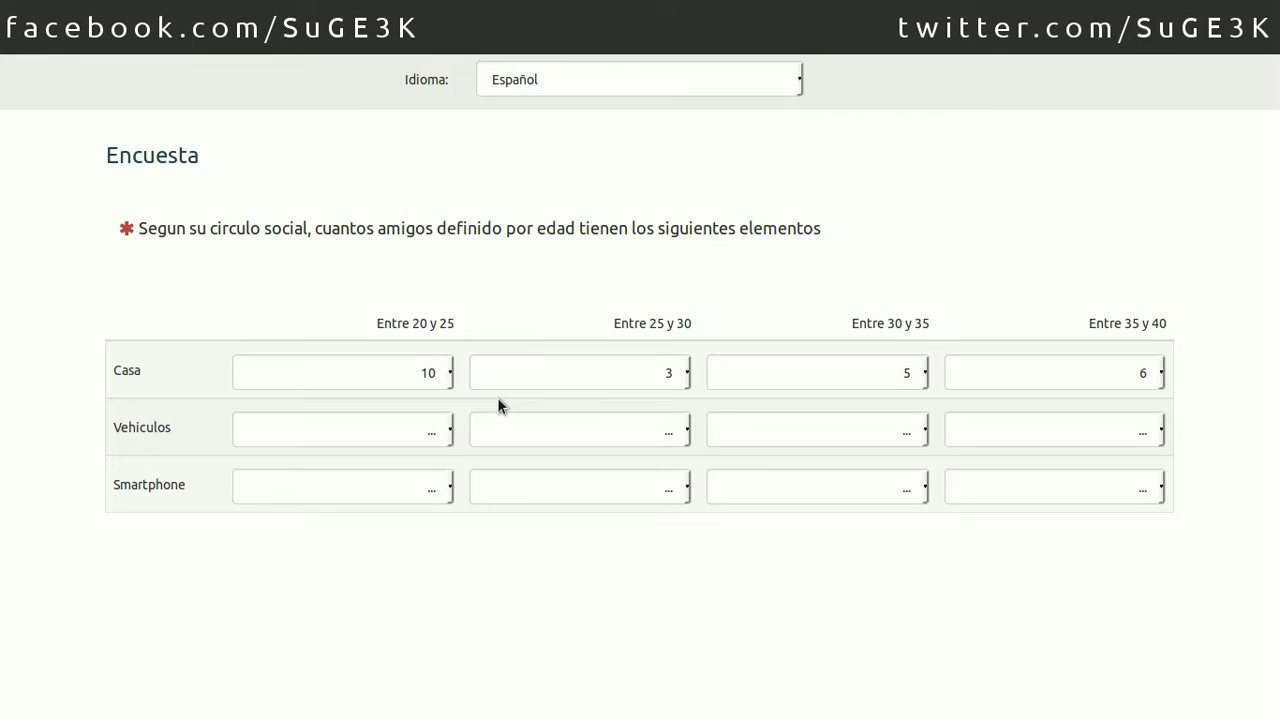 facebook.com/SuGE3K twitter.com/SuGE3K
Idioma: Español
Encuesta
✱ Segun su circulo social, cuantos amigos definido por edad tienen los siguientes elementos
Entre 20 y 25 Entre 25 y 30 Entre 30 y 35 Entre 35 y 40
Casa 10 3 5 6
Vehiculos ... ... ... ...
Smartphone ... ... ... ...